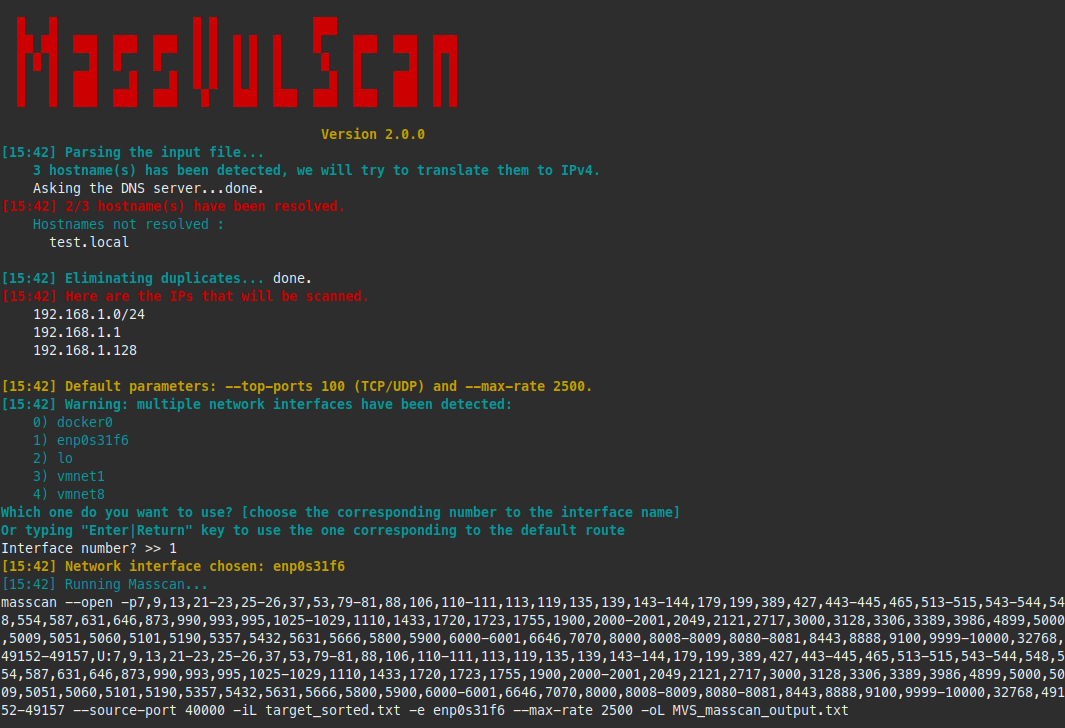 MassVulScan
Version 2.0.0
[15:42] Parsing the input file...
3 hostname(s) has been detected, we will try to translate them to IPv4.
Asking the DNS server...done.
[15:42] 2/3 hostname(s) have been resolved.
Hostnames not resolved :
test.local
[15:42] Eliminating duplicates... done.
[15:42] Here are the IPs that will be scanned.
192.168.1.0/24
192.168.1.1
192.168.1.128
[15:42] Default parameters: --top-ports 100 (TCP/UDP) and --max-rate 2500.
[15:42] Warning: multiple network interfaces have been detected:
0) docker0
1) enp0s31f6
2) lo
3) vmnet1
4) vmnet8
Which one do you want to use? [choose the corresponding number to the interface name]
Or typing "Enter|Return" key to use the one corresponding to the default route
Interface number? >> 1
[15:42] Network interface chosen: enp0s31f6
[15:42] Running Masscan...
masscan --open -p7,9,13,21-23,25-26,37,53,79-81,88,106,110-111,113,119,135,139,143-144,179,199,389,427,443-445,465,513-515,543-544,54
8,554,587,631,646,873,990,993,995,1025-1029,1110,1433,1720,1723,1755,1900,2000-2001,2049,2121,2717,3000,3128,3306,3389,3986,4899,5000
,5009,5051,5060,5101,5190,5357,5432,5631,5666,5800,5900,6000-6001,6646,7070,8000,8008-8009,8080-8081,8443,8888,9100,9999-10000,32768,
49152-49157,U:7,9,13,21-23,25-26,37,53,79-81,88,106,110-111,113,119,135,139,143-144,179,199,389,427,443-445,465,513-515,543-544,548,5
54,587,631,646,873,990,993,995,1025-1029,1110,1433,1720,1723,1755,1900,2000-2001,2049,2121,2717,3000,3128,3306,3389,3986,4899,5000,50
09,5051,5060,5101,5190,5357,5432,5631,5666,5800,5900,6000-6001,6646,7070,8000,8008-8009,8080-8081,8443,8888,9100,9999-10000,32768,491
52-49157 --source-port 40000 -iL target_sorted.txt -e enp0s31f6 --max-rate 2500 -oL MVS_masscan_output.txt